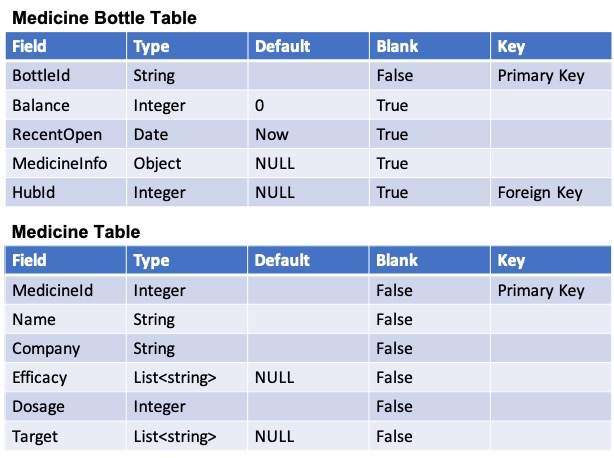 Medicine Bottle Table
Field Type Default Blank Key
BottleId String False Primary Key
Balance Integer 0 True
RecentOpen Date Now True
MedicineInfo Object NULL True
HubId Integer NULL True Foreign Key
Medicine Table
Field Type Default Blank Key
MedicineId Integer False Primary Key
Name String False
Company String False
Efficacy List<string> NULL False
Dosage Integer False
Target List<string> NULL False